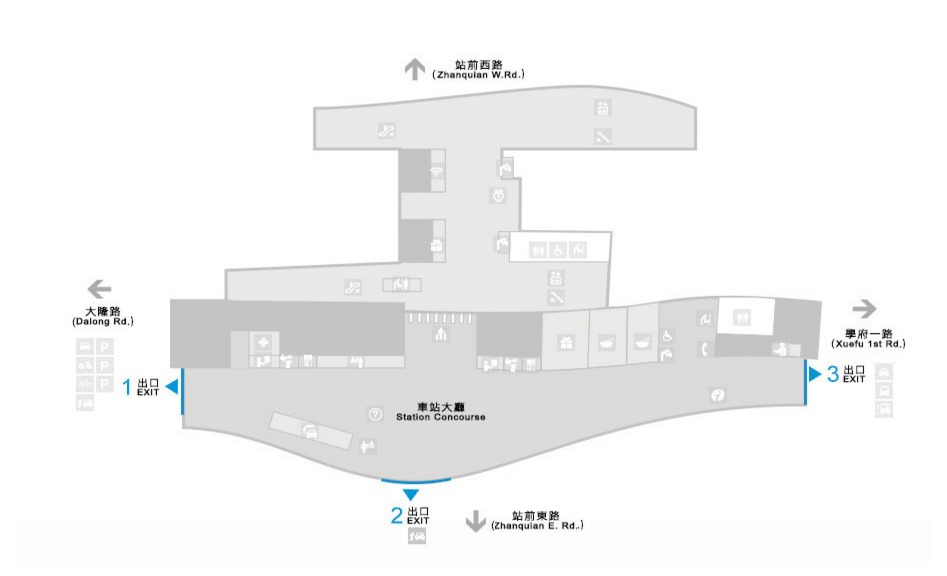 站前西路
(Zhanquian W.Rd.)
大隆路
(Dalong Rd.)
P
P
P
學府一路
(Xuefu 1st Rd.)
1 出口
EXIT
3 出口
EXIT
車站大廳
Station Concourse
2 出口
EXIT
站前東路
(Zhanquian E. Rd..)